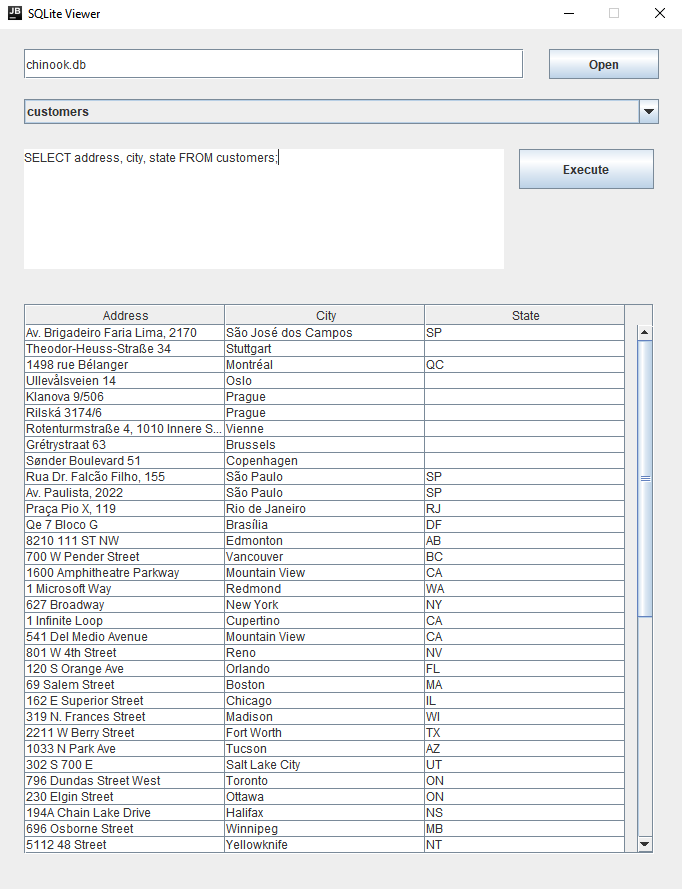 JB SQLite Viewer
chinook.db Open
customers
SELECT address, city, state FROM customers; Execute
Address City State
Av. Brigadeiro Faria Lima, 2170 São José dos Campos SP
Theodor-Heuss-Straße 34 Stuttgart
1498 rue Bélanger Montréal QC
Ullevålsveien 14 Oslo
Klanova 9/506 Prague
Rilská 3174/6 Prague
Rotenturmstraße 4, 1010 Innere S... Vienne
Grétrystraat 63 Brussels
Sønder Boulevard 51 Copenhagen
Rua Dr. Falcão Filho, 155 São Paulo SP
Av. Paulista, 2022 São Paulo SP
Praça Pio X, 119 Rio de Janeiro RJ
Qe 7 Bloco G Brasília DF
8210 111 ST NW Edmonton AB
700 W Pender Street Vancouver BC
1600 Amphitheatre Parkway Mountain View CA
1 Microsoft Way Redmond WA
627 Broadway New York NY
1 Infinite Loop Cupertino CA
541 Del Medio Avenue Mountain View CA
801 W 4th Street Reno NV
120 S Orange Ave Orlando FL
69 Salem Street Boston MA
162 E Superior Street Chicago IL
319 N. Frances Street Madison WI
2211 W Berry Street Fort Worth TX
1033 N Park Ave Tucson AZ
302 S 700 E Salt Lake City UT
796 Dundas Street West Toronto ON
230 Elgin Street Ottawa ON
194A Chain Lake Drive Halifax NS
696 Osborne Street Winnipeg MB
5112 48 Street Yellowknife NT